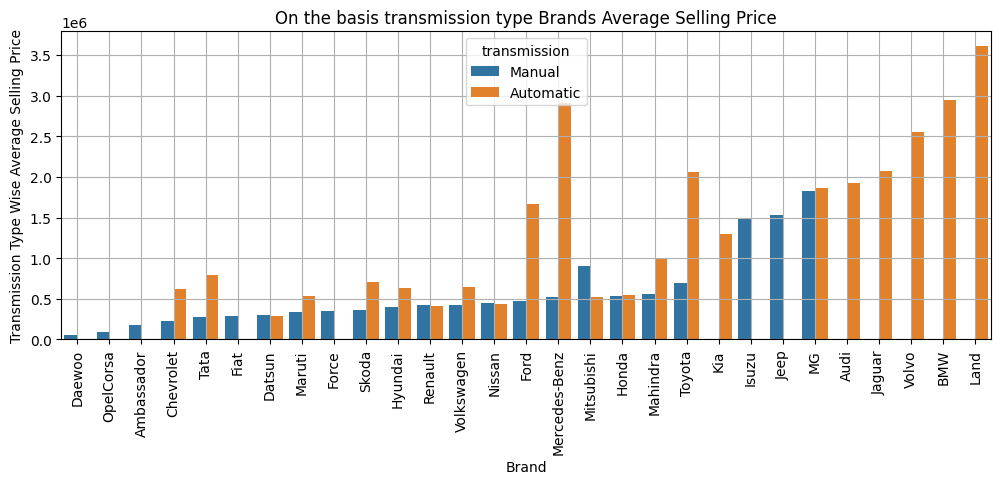 On the basis transmission type Brands Average Selling Price
1e6
Transmission Type Wise Average Selling Price
3.5
3.0
2.5
2.0
1.5
1.0
0.5
0.0
transmission
Manual
Automatic
Daewoo
OpelCorsa
Ambassador
Chevrolet
Tata
Fiat
Datsun
Maruti
Force
Skoda
Hyundai
Renault
Volkswagen
Nissan
Ford
Mercedes-Benz
Mitsubishi
Honda
Mahindra
Toyota
Kia
Isuzu
Jeep
MG
Audi
Jaguar
Volvo
BMW
Land
Brand